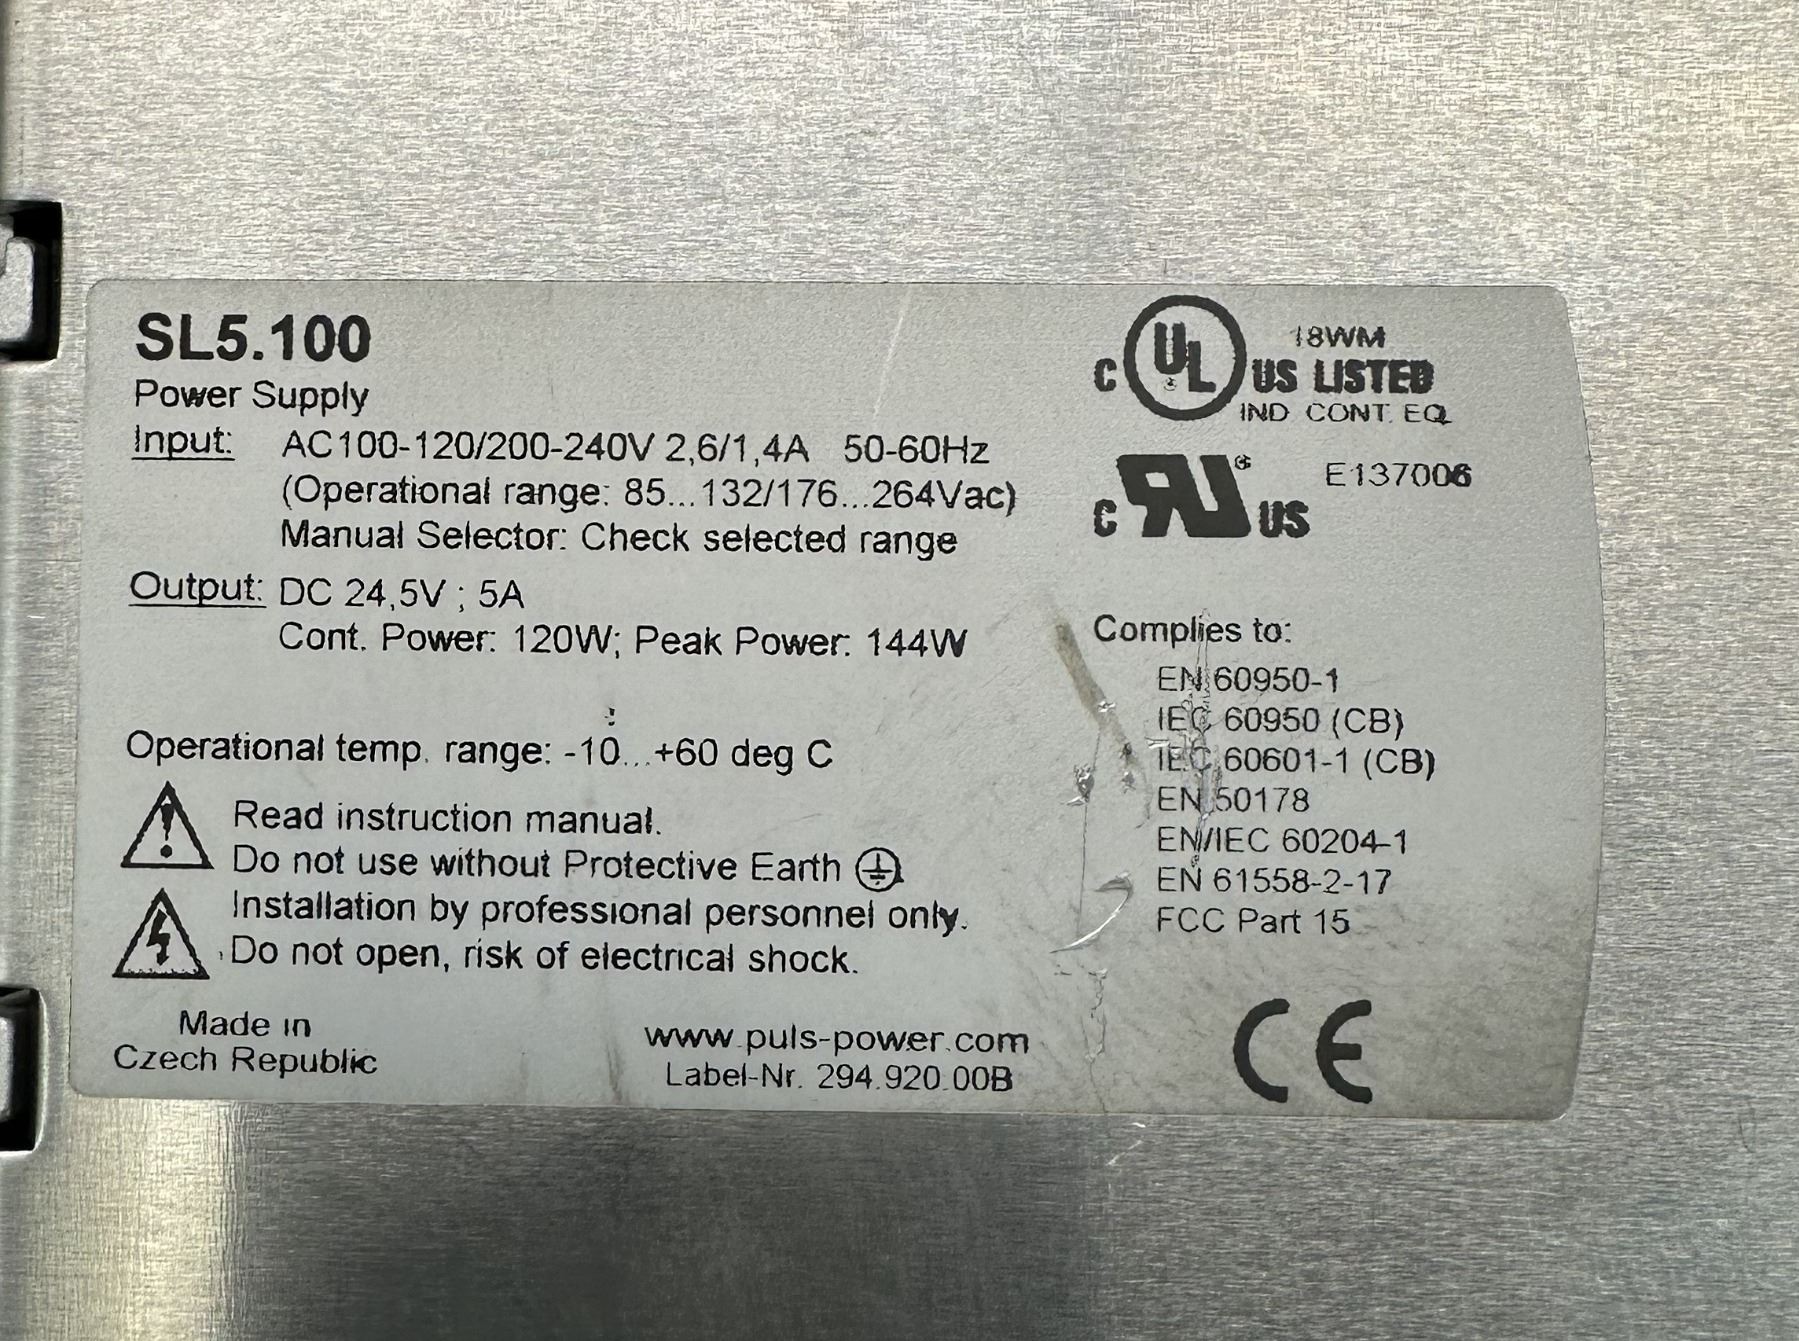 SL5.100
Power Supply
Input: AC100-120/200-240V 2,6/1,4A 50-60Hz
(Operational range: 85...132/176...264Vac)
Manual Selector: Check selected range
Output: DC 24,5V ; 5A
Cont. Power: 120W; Peak Power: 144W
Operational temp. range: -10...+60 deg C
Read instruction manual.
Do not use without Protective Earth
Installation by professional personnel only.
Do not open, risk of electrical shock.
Made in
Czech Republic
www.puls-power.com
Label-Nr. 294.920.00B
C UL US LISTED
18WM
IND. CONT. EQ.
C RU® US
E137006
Complies to:
EN 60950-1
IEC 60950 (CB)
IEC 60601-1 (CB)
EN 50178
EN/IEC 60204-1
EN 61558-2-17
FCC Part 15
CE